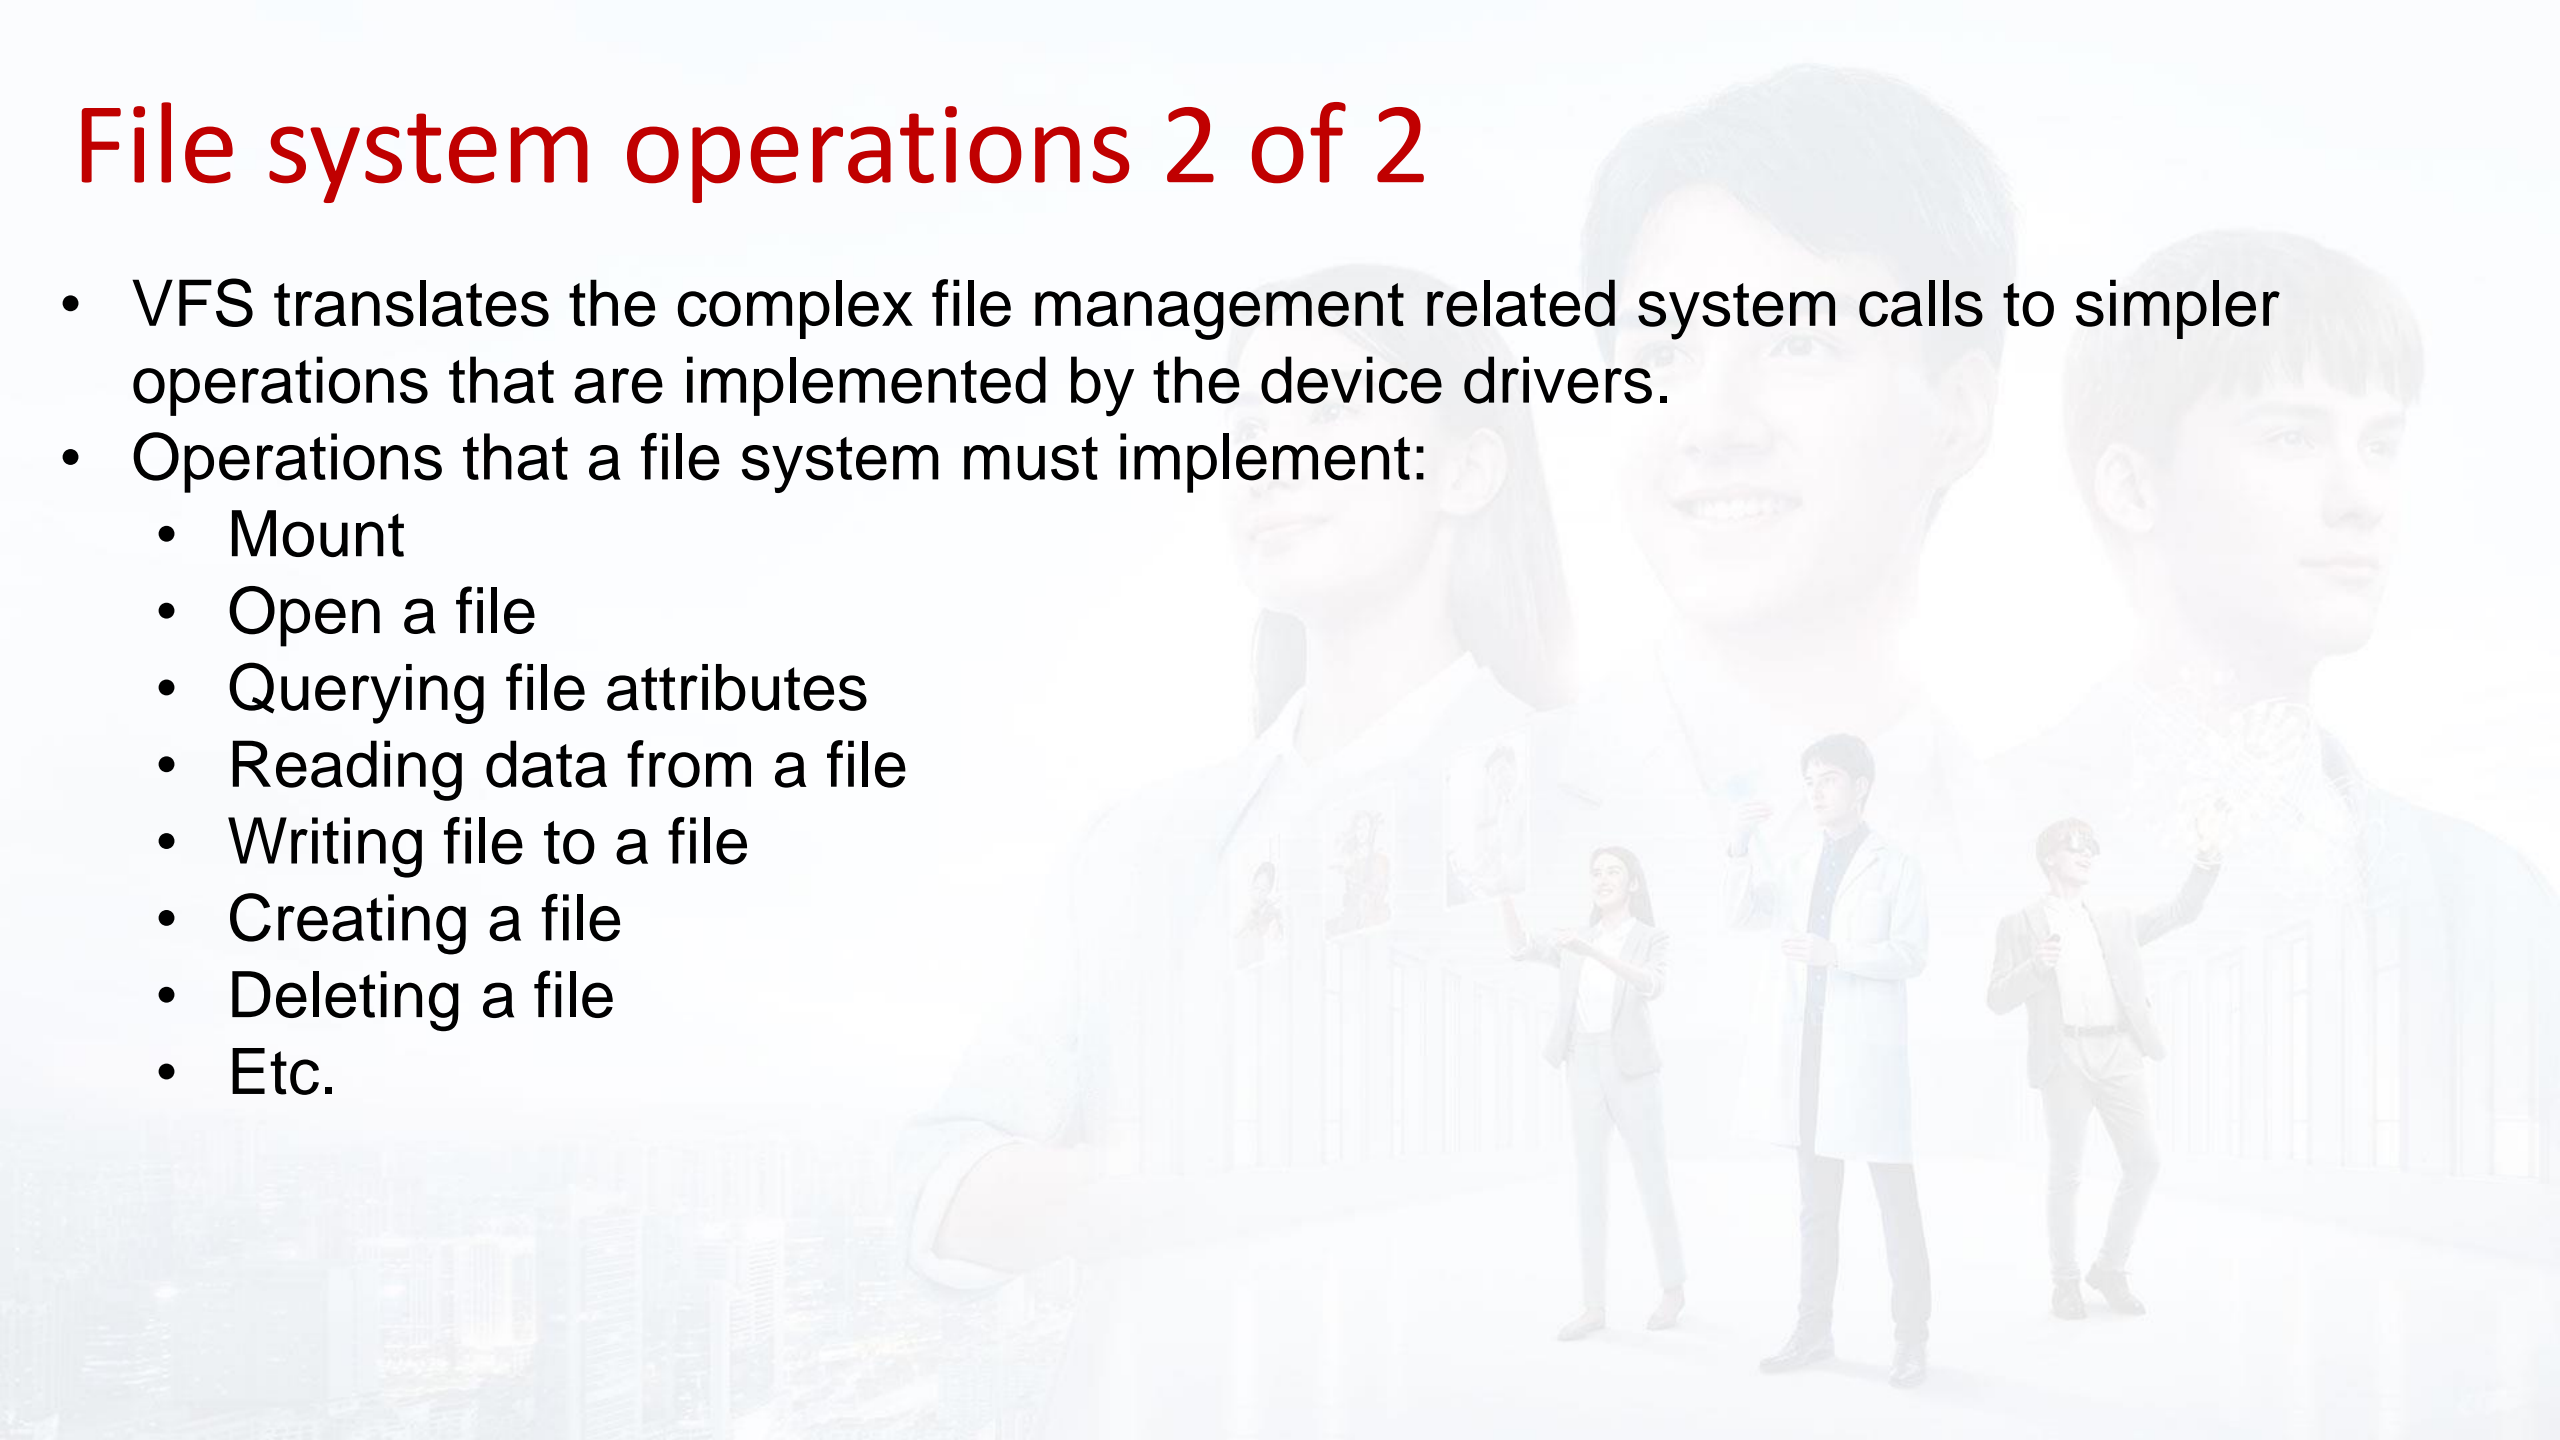 File system operations 2 of 2
• VFS translates the complex file management related system calls to simpler
operations that are implemented by the device drivers.
• Operations that a file system must implement:
• Mount
• Open a file
• Querying file attributes
• Reading data from a file
• Writing file to a file
• Creating a file
• Deleting a file
• Etc.